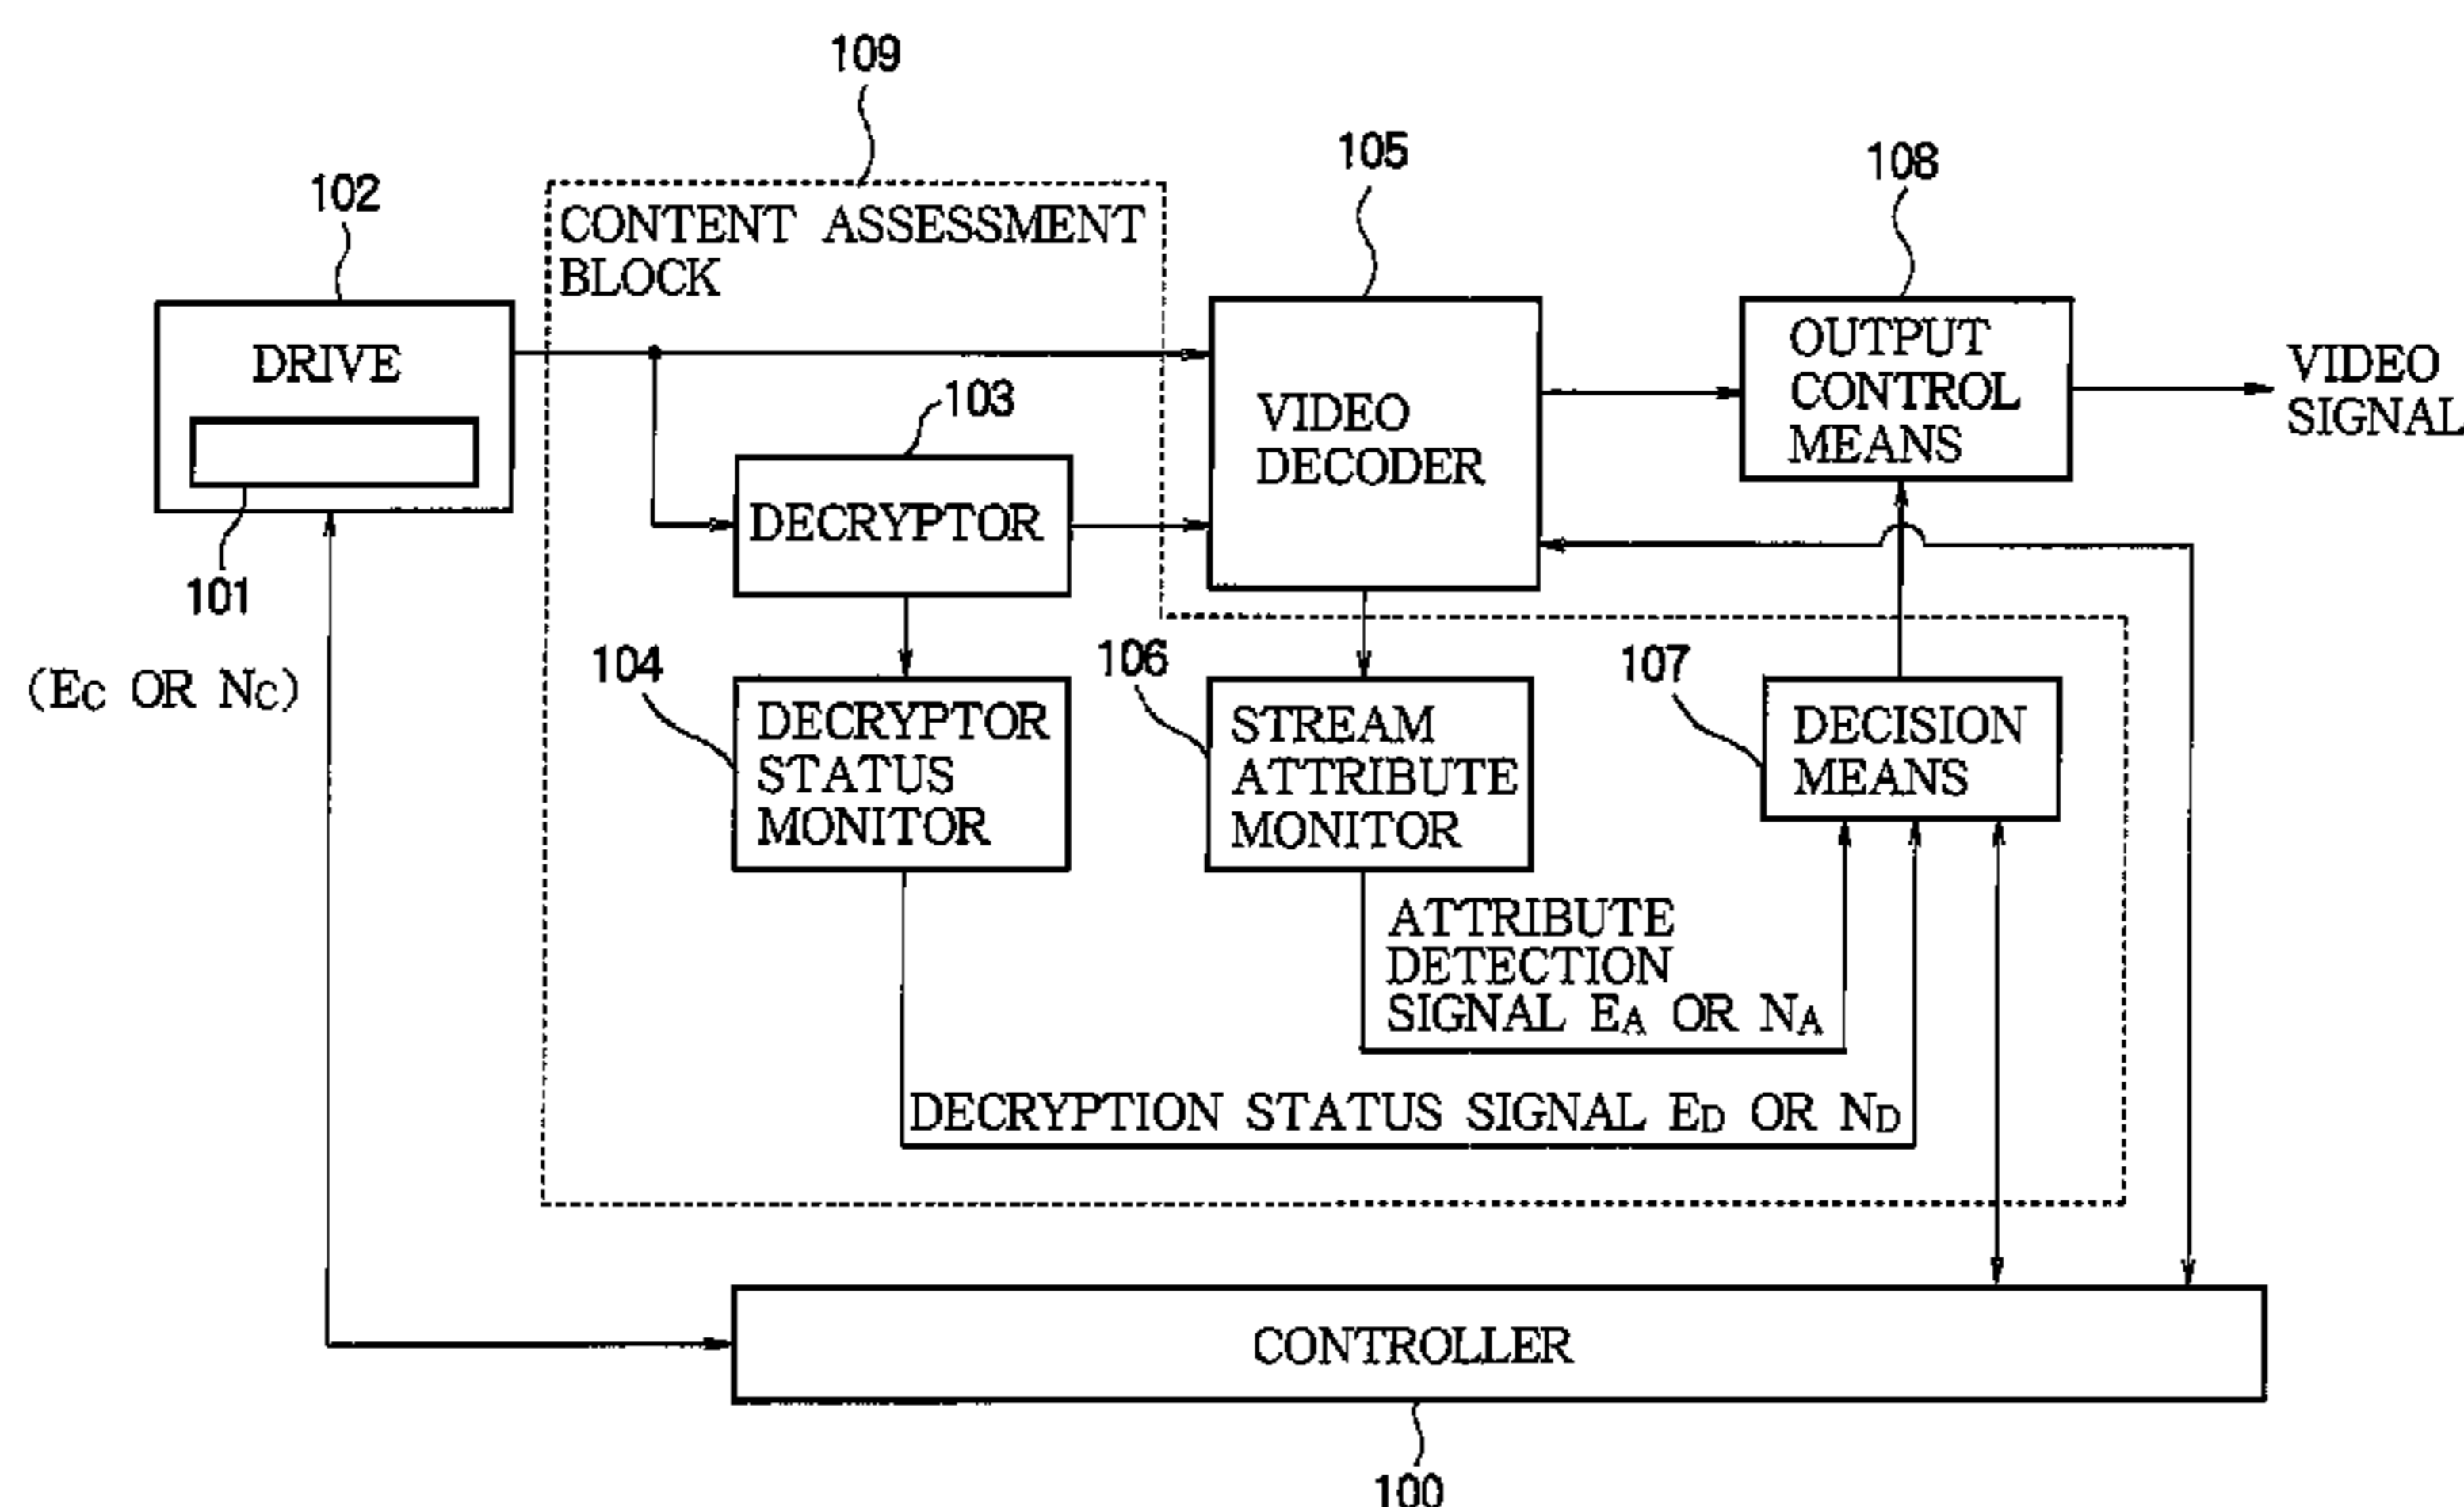 109
105
108
102
CONTENT ASSESSMENT
BLOCK
DRIVE
101
103
DECRYPTOR
VIDEO
DECODER
OUTPUT
CONTROL
MEANS
VIDEO
SIGNAL
(EC OR NC)
104
DECRYPTOR
STATUS
MONITOR
106
STREAM
ATTRIBUTE
MONITOR
107
DECISION
MEANS
ATTRIBUTE
DETECTION
SIGNAL EA OR NA
DECRYPTION STATUS SIGNAL ED OR ND
CONTROLLER
100